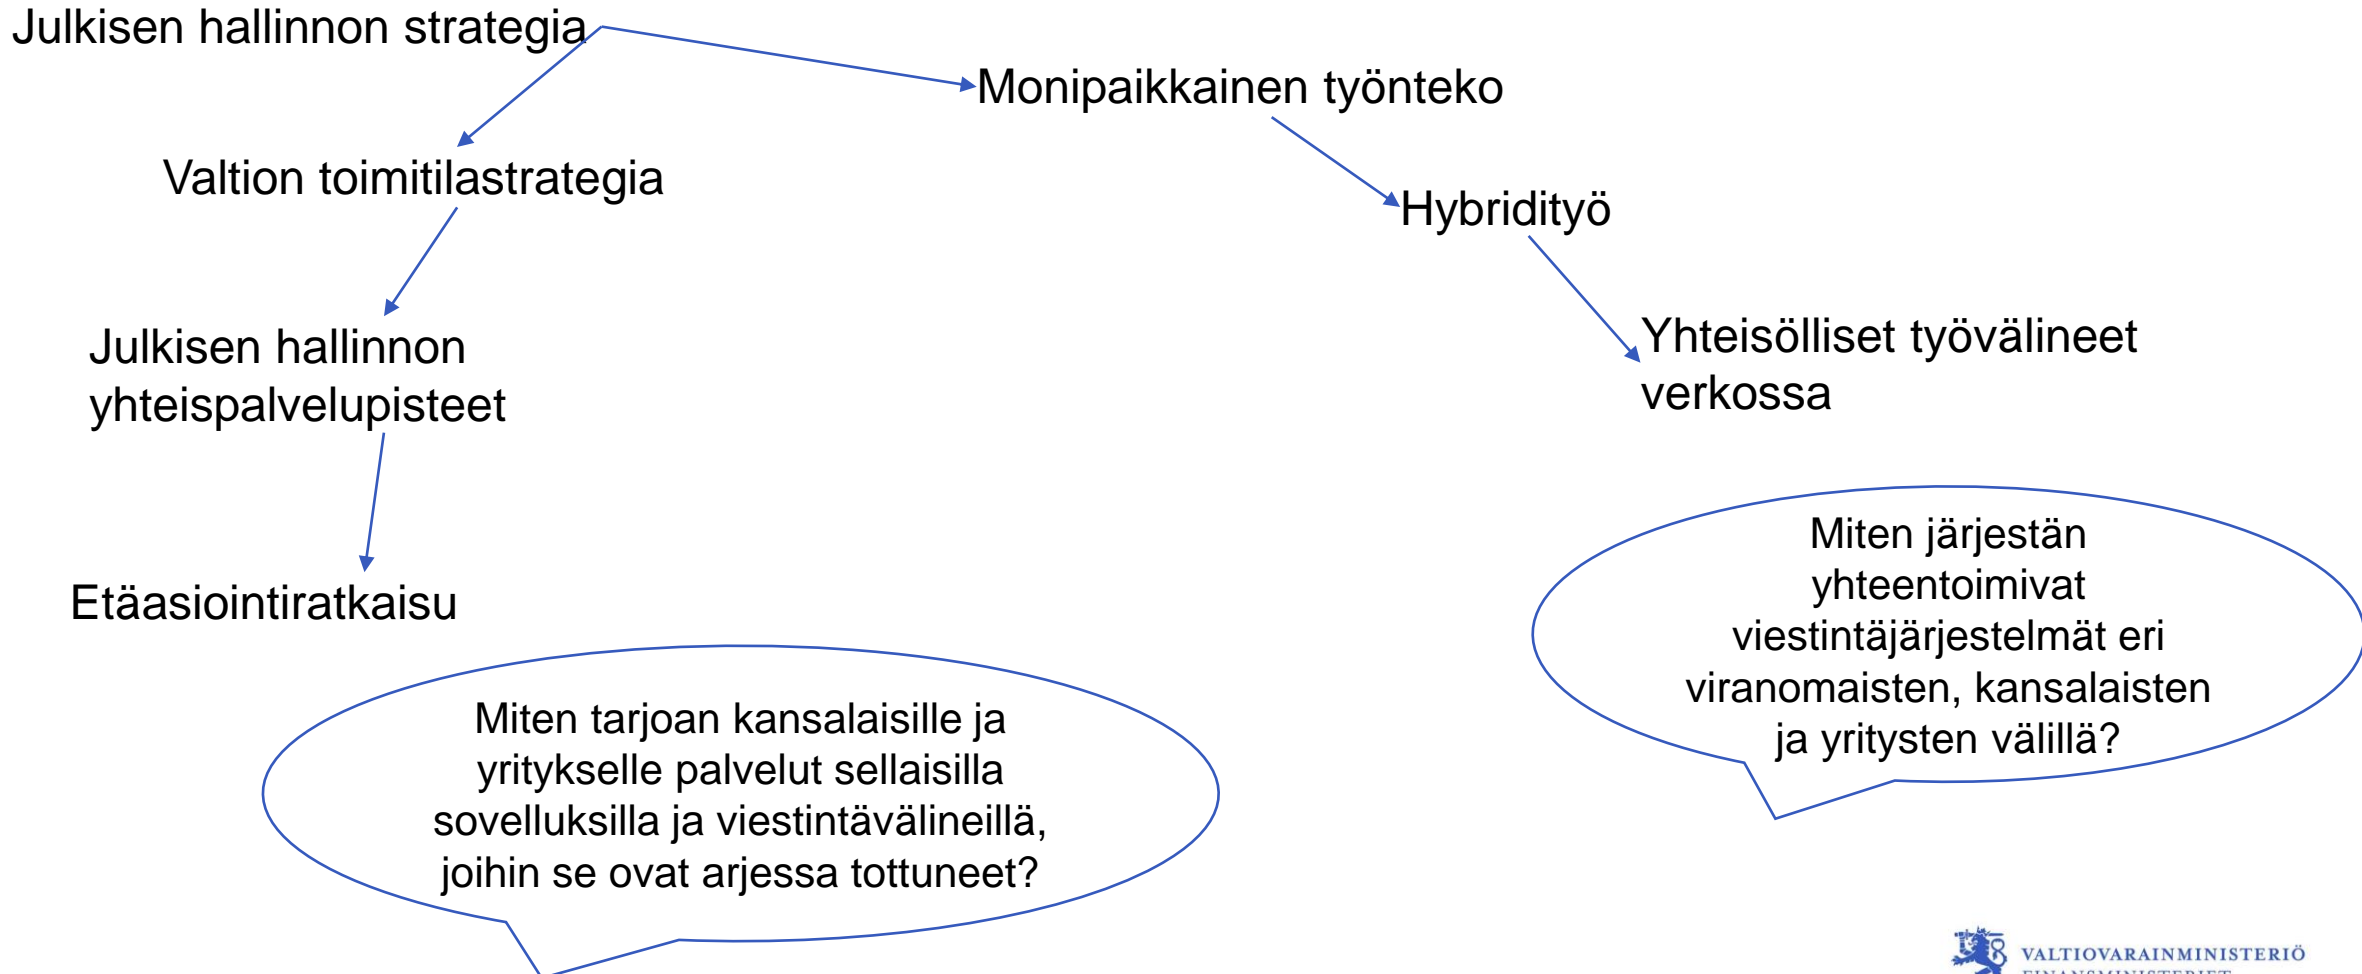 Julkisen hallinnon strategia
Monipaikkainen työnteko
Valtion toimitilastrategia
Hybridityö
Julkisen hallinnon
yhteispalvelupisteet
Yhteisölliset työvälineet
verkossa
Etäasiointiratkaisu
Miten järjestän
yhteentoimivat
viestintäjärjestelmät eri
viranomaisten, kansalaisten
ja yritysten välillä?
Miten tarjoan kansalaisille ja
yritykselle palvelut sellaisilla
sovelluksilla ja viestintävälineillä,
joihin se ovat arjessa tottuneet?
VALTIOVARAINMINISTERIÖ
FINANSMINISTERIET